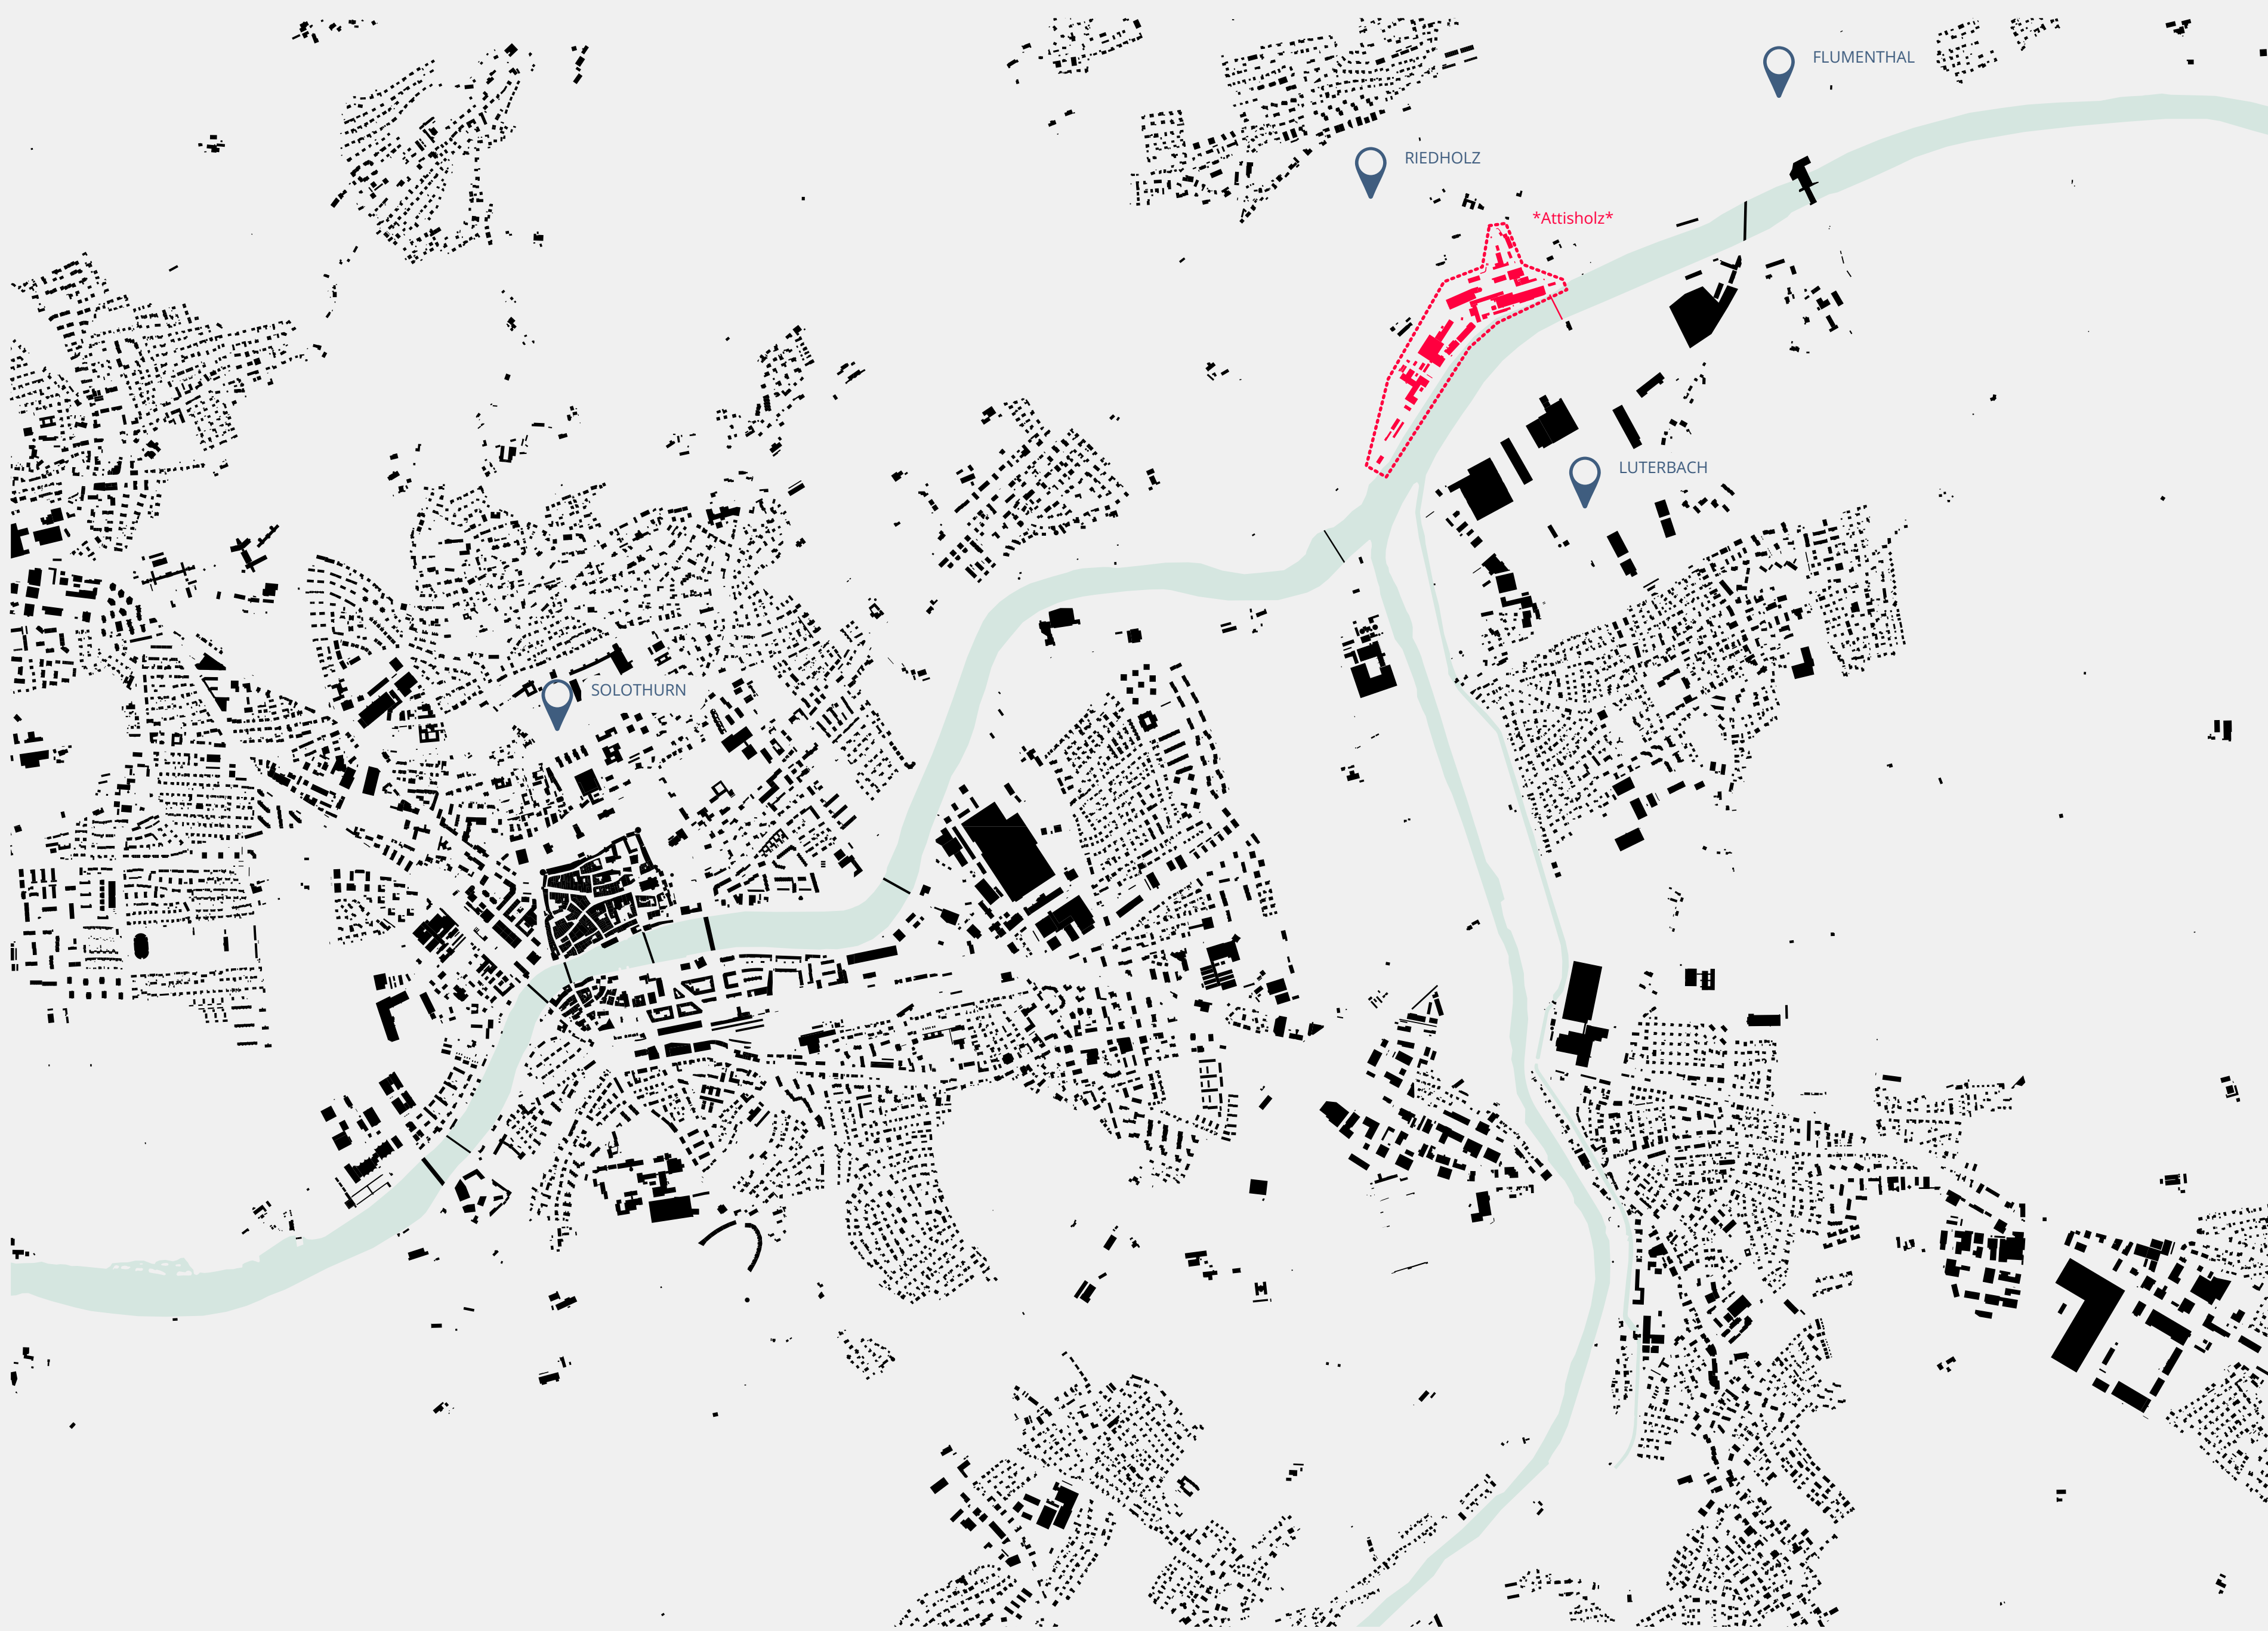 FLUMENTHAL
RIEDHOLZ
*Attisholz*
LUTERBACH
SOLOTHURN